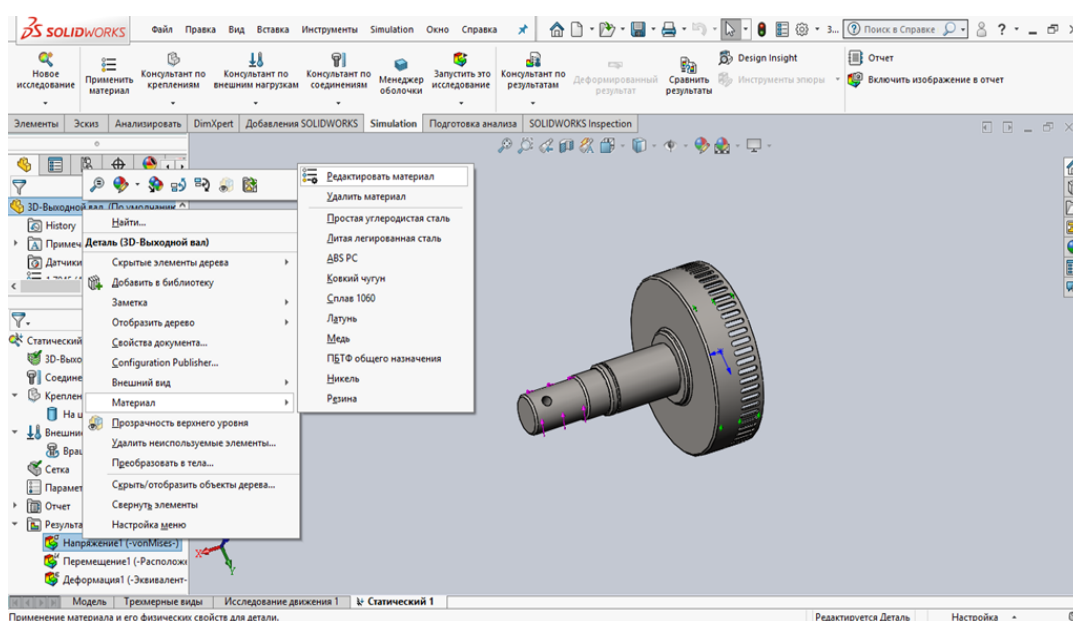 SOLIDWORKS Файл Правка Вид Вставка Инструменты Simulation Окно Справка З... Поиск в Справке ?
Новое исследование
Применить материал
Консультант по креплениям
Консультант по внешним нагрузкам
Консультант по соединениям
Менеджер оболочки
Запустить это исследование
Консультант по результатам
Деформированный результат
Сравнить результаты
Design Insight
Инструменты эпюры
Отчет
Включить изображение в отчет
Элементы Эскиз Анализировать DimXpert Добавления SOLIDWORKS Simulation Подготовка анализа SOLIDWORKS Inspection
3D-Выходной вал (По умолчанию
History
Примеч
Датчики
Найти...
Деталь (3D-Выходной вал)
Скрытые элементы дерева
Добавить в библиотеку
Заметка
Отобразить дерево
Свойства документа...
Configuration Publisher...
Внешний вид
Материал
Прозрачность верхнего уровня
Удалить неиспользуемые элементы...
Преобразовать в тела...
Скрыть/отобразить объекты дерева...
Свернуть элементы
Настройка меню
Редактировать материал
Удалить материал
Простая углеродистая сталь
Литая легированная сталь
ABS PC
Ковкий чугун
Сплав 1060
Латунь
Медь
ПБТФ общего назначения
Никель
Резина
Статический
3D-Выхо
Соедине
Креплен
На ш
Внешни
Вращ
Сетка
Парамет
Отчет
Результа
Напряжение1 (-vonMises-)
Перемещение1 (-Располож
Деформация1 (-Эквивалент-
X
Y
Модель Трехмерные виды Исследование движения 1 Статический 1
Применение материала и его физических свойств для детали. Редактируется Деталь Настройка